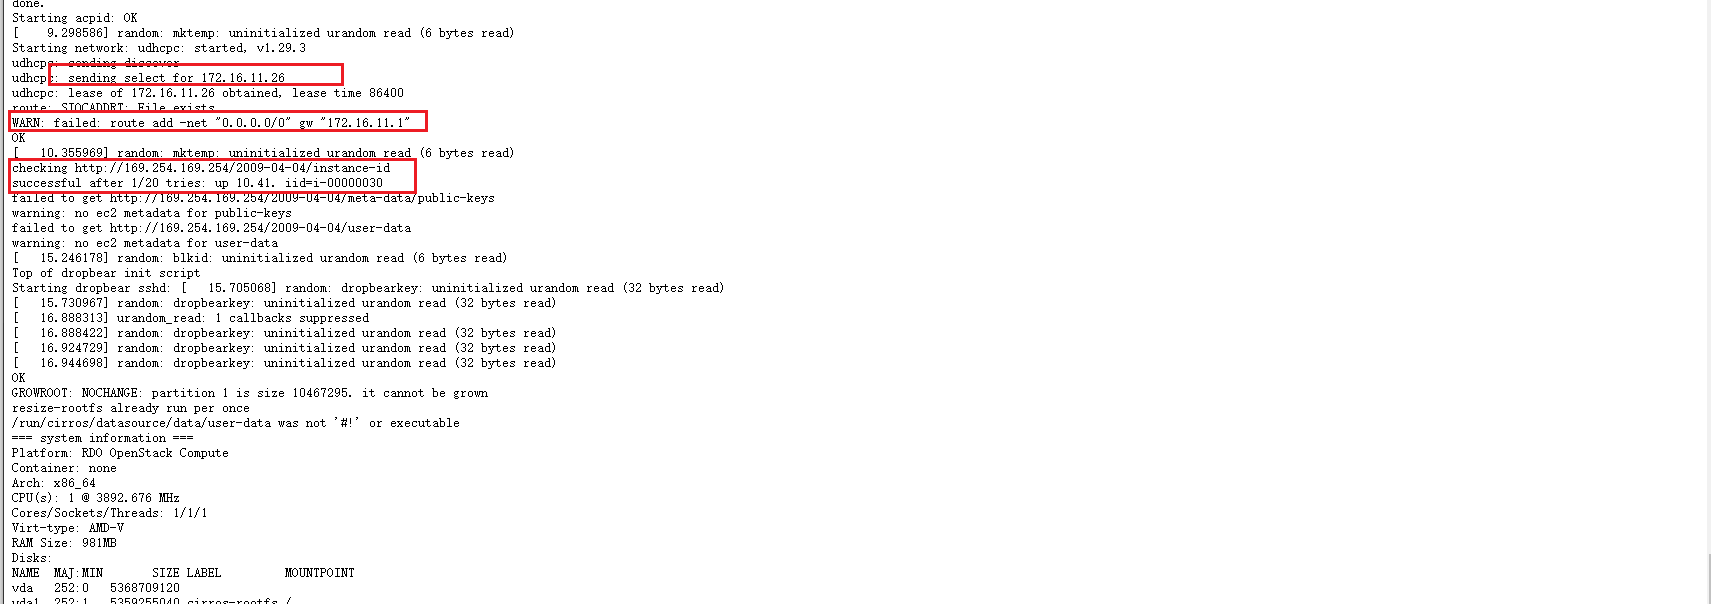 done.
Starting acpid: OK
[    9.298586] random: mktemp: uninitialized urandom read (6 bytes read)
Starting network: udhcpc: started, v1.29.3
udhcpc: sending discover
udhcpc: sending select for 172.16.11.26
udhcpc: lease of 172.16.11.26 obtained, lease time 86400
route: SIOCADDRT: File exists
WARN: failed: route add -net "0.0.0.0/0" gw "172.16.11.1"
OK
[   10.355969] random: mktemp: uninitialized urandom read (6 bytes read)
checking http://169.254.169.254/2009-04-04/instance-id
successful after 1/20 tries: up 10.41. iid=i-00000030
failed to get http://169.254.169.254/2009-04-04/meta-data/public-keys
warning: no ec2 metadata for public-keys
failed to get http://169.254.169.254/2009-04-04/user-data
warning: no ec2 metadata for user-data
[   15.246178] random: blkid: uninitialized urandom read (6 bytes read)
Top of dropbear init script
Starting dropbear sshd: [   15.705068] random: dropbearkey: uninitialized urandom read (32 bytes read)
[   15.730967] random: dropbearkey: uninitialized urandom read (32 bytes read)
[   16.888313] urandom_read: 1 callbacks suppressed
[   16.888422] random: dropbearkey: uninitialized urandom read (32 bytes read)
[   16.924729] random: dropbearkey: uninitialized urandom read (32 bytes read)
[   16.944698] random: dropbearkey: uninitialized urandom read (32 bytes read)
OK
GROWROOT: NOCHANGE: partition 1 is size 10467295. it cannot be grown
resize-rootfs already run per once
/run/cirros/datasource/data/user-data was not '#!' or executable
=== system information ===
Platform: RDO OpenStack Compute
Container: none
Arch: x86_64
CPU(s): 1 @ 3892.676 MHz
Cores/Sockets/Threads: 1/1/1
Virt-type: AMD-V
RAM Size: 981MB
Disks:
NAME  MAJ:MIN       SIZE LABEL         MOUNTPOINT
vda   252:0   5368709120
vda1  252:1   5359255040 cirros-rootfs /